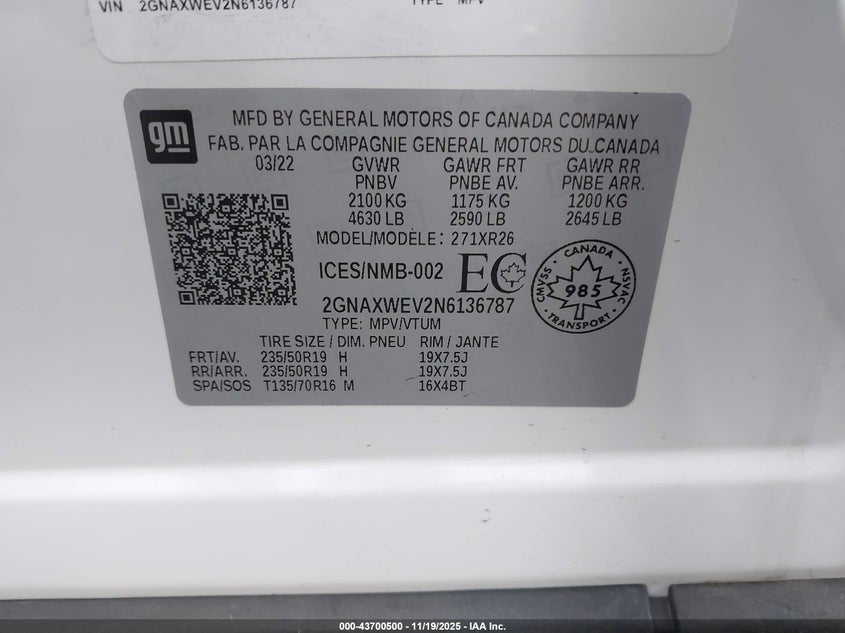 VIN 2GNAXWEV2N6136787 TYPE MPV
gm
MFD BY GENERAL MOTORS OF CANADA COMPANY
FAB. PAR LA COMPAGNIE GENERAL MOTORS DU CANADA
03/22 GVWR GAWR FRT GAWR RR
PNBV PNBE AV. PNBE ARR.
2100 KG 1175 KG 1200 KG
4630 LB 2590 LB 2645 LB
MODEL/MODÈLE: 271XR26
ICES/NMB-002 EC
CANADA
CMVSS 985 NSVAC
TRANSPORT
2GNAXWEV2N6136787
TYPE: MPV/VTUM
TIRE SIZE / DIM. PNEU RIM / JANTE
FRT/AV. 235/50R19 H 19X7.5J
RR/ARR. 235/50R19 H 19X7.5J
SPA/SOS T135/70R16 M 16X4BT
000-43700500 - 11/19/2025 - IAA Inc.